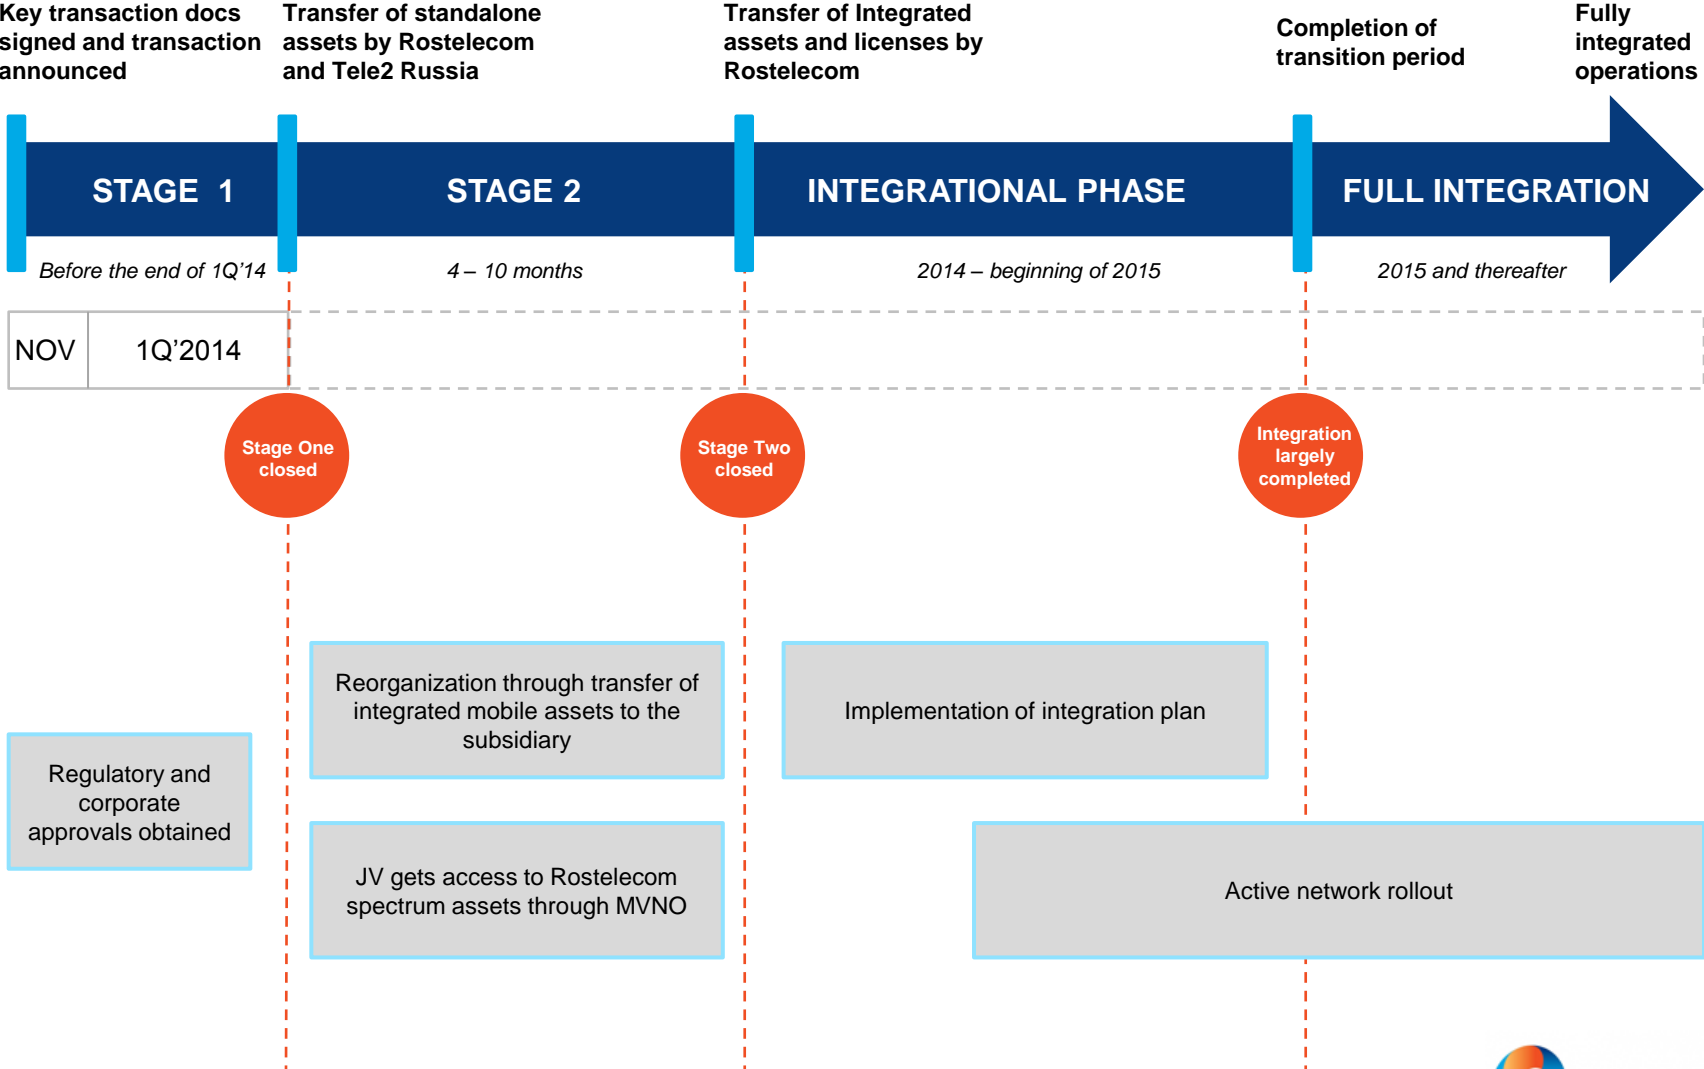 Key transaction docs
signed and transaction
announced
Transfer of standalone
assets by Rostelecom
and Tele2 Russia
Transfer of Integrated
assets and licenses by
Rostelecom
Completion of
transition period
Fully
integrated
operations
STAGE 1
STAGE 2
INTEGRATIONAL PHASE
FULL INTEGRATION
Before the end of 1Q'14
4 – 10 months
2014 – beginning of 2015
2015 and thereafter
NOV
1Q'2014
Stage One
closed
Stage Two
closed
Integration
largely
completed
Regulatory and
corporate
approvals obtained
Reorganization through transfer of
integrated mobile assets to the
subsidiary
JV gets access to Rostelecom
spectrum assets through MVNO
Implementation of integration plan
Active network rollout